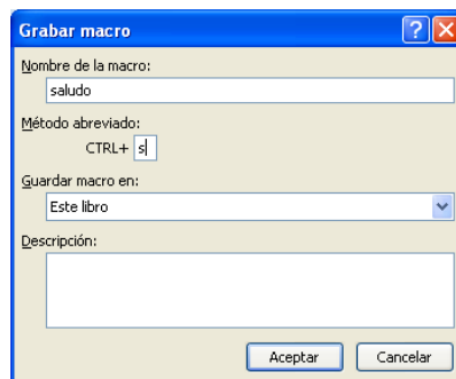 Grabar macro
Nombre de la macro:
saludo
Método abreviado:
CTRL+ s
Guardar macro en:
Este libro
Descripción:
Aceptar Cancelar